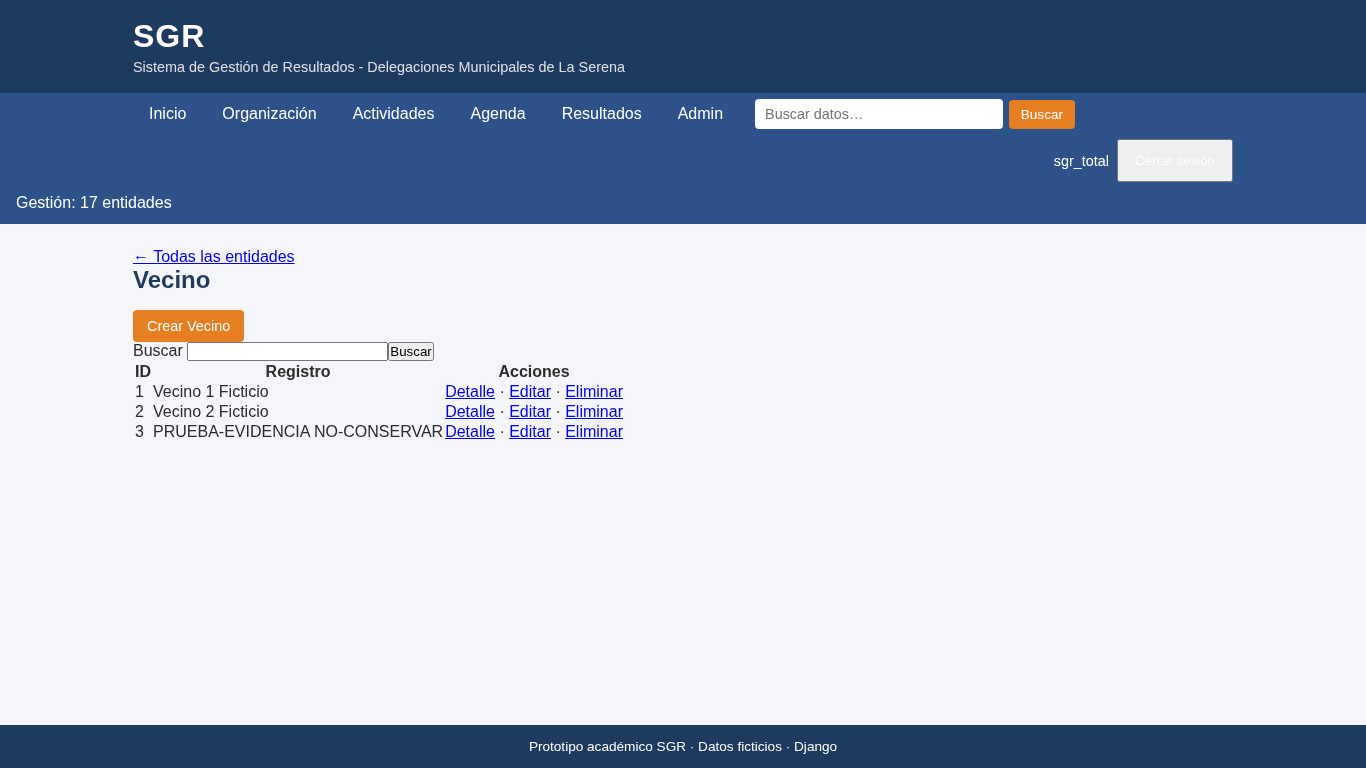 SGR
Sistema de Gestión de Resultados - Delegaciones Municipales de La Serena
Inicio Organización Actividades Agenda Resultados Admin Buscar datos… Buscar
sgr_total Cerrar sesión
Gestión: 17 entidades
← Todas las entidades
Vecino
Crear Vecino
Buscar Buscar
ID Registro Acciones
1 Vecino 1 Ficticio Detalle · Editar · Eliminar
2 Vecino 2 Ficticio Detalle · Editar · Eliminar
3 PRUEBA-EVIDENCIA NO-CONSERVAR Detalle · Editar · Eliminar
Prototipo académico SGR · Datos ficticios · Django